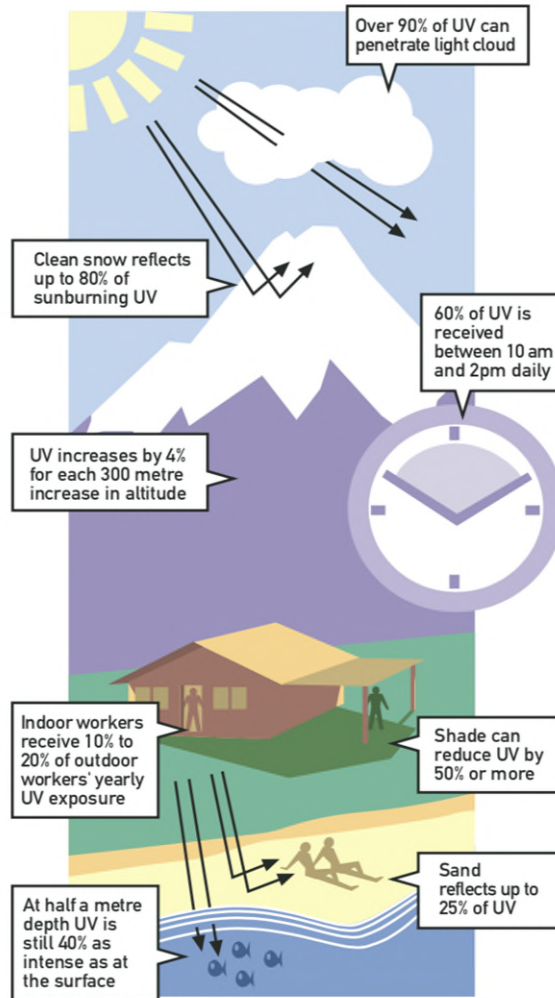 Over 90% of UV can
penetrate light cloud
Clean snow reflects
up to 80% of
sunburning UV
60% of UV is
received
between 10 am
and 2pm daily
UV increases by 4%
for each 300 metre
increase in altitude
Indoor workers
receive 10% to
20% of outdoor
workers' yearly
UV exposure
Shade can
reduce UV by
50% or more
Sand
reflects up to
25% of UV
At half a metre
depth UV is
still 40% as
intense as at
the surface